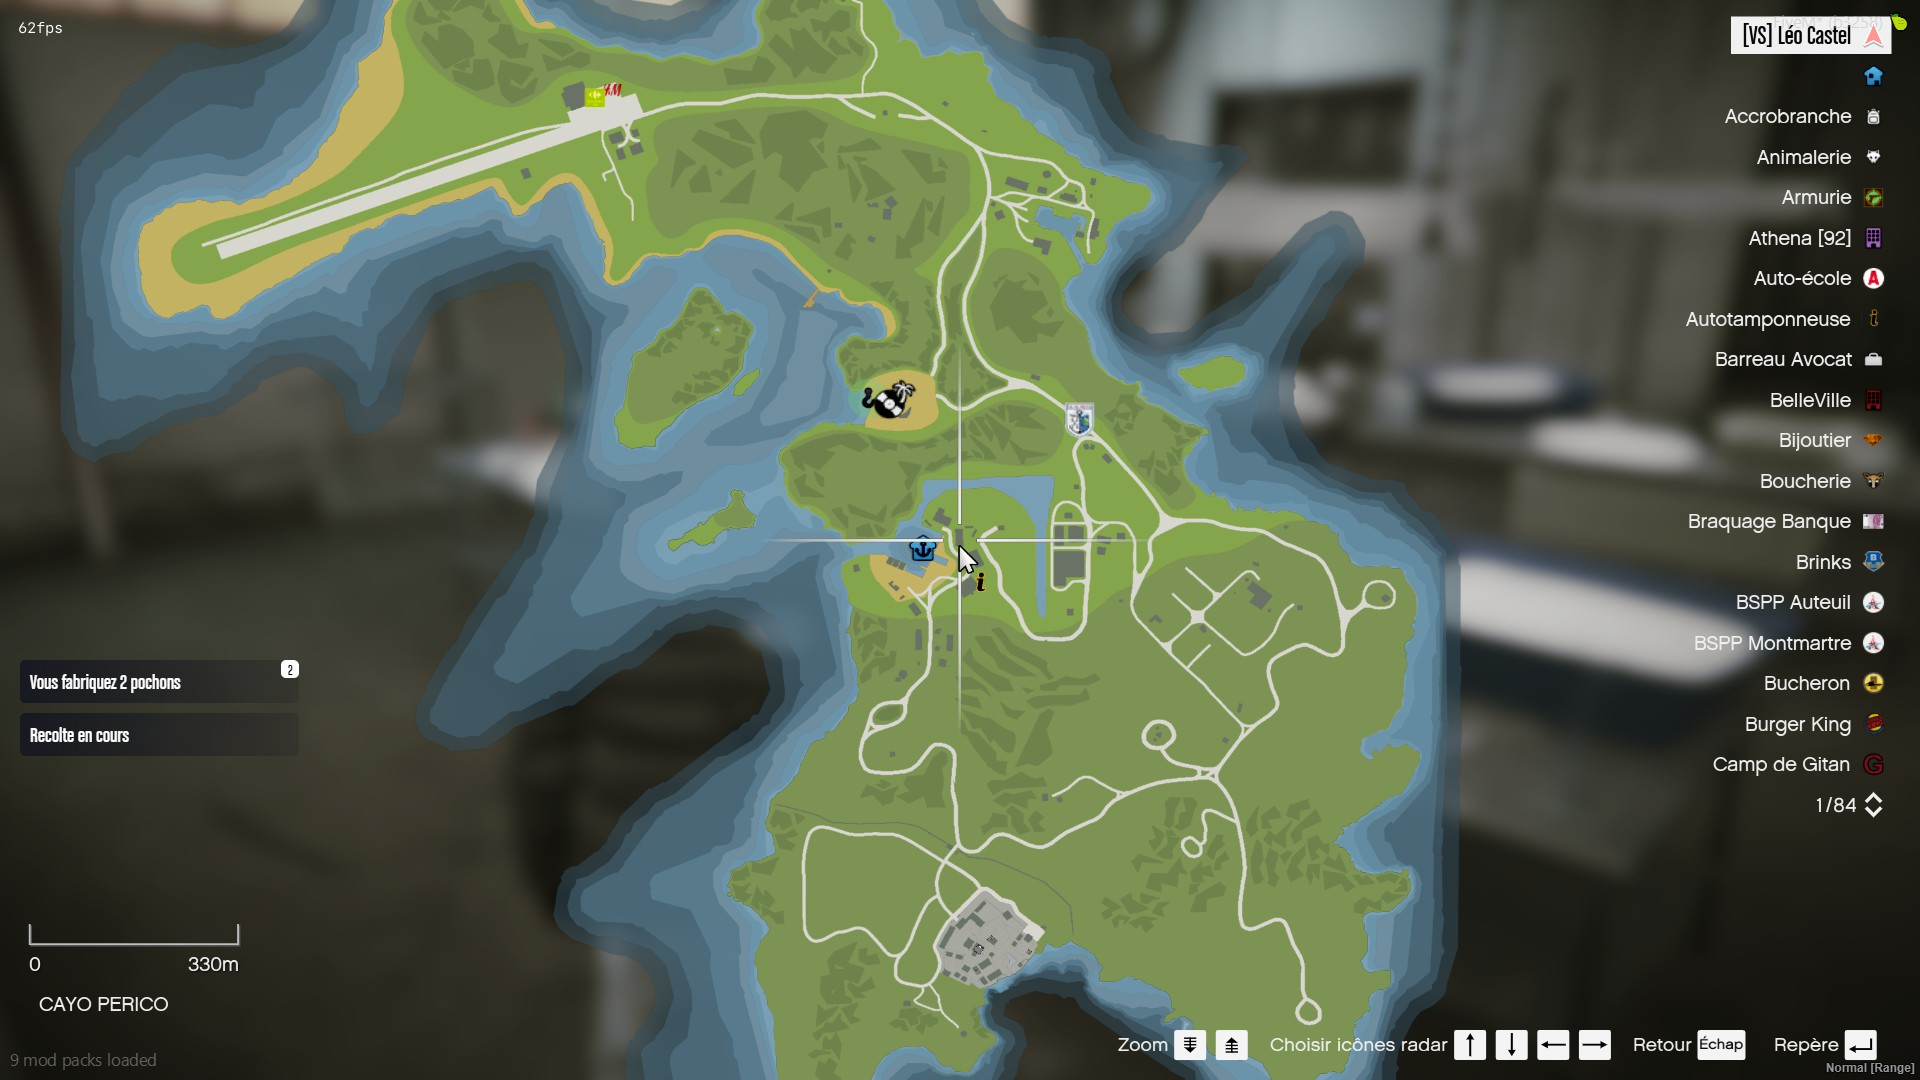 62fps
[VS] Léo Castel
Accrobranche
Animalerie
Armurie
Athena [92]
Auto-école
A
Autotamponneuse
Barreau Avocat
BelleVille
Bijoutier
Boucherie
Braquage Banque
Brinks
BSPP Auteuil
BSPP Montmartre
Bucheron
Burger King
Camp de Gitan
G
1/84
Vous fabriquez 2 pochons
2
Recolte en cours
0
330m
CAYO PERICO
9 mod packs loaded
Zoom
Choisir icônes radar
Retour Échap
Repère
Normal [Range]